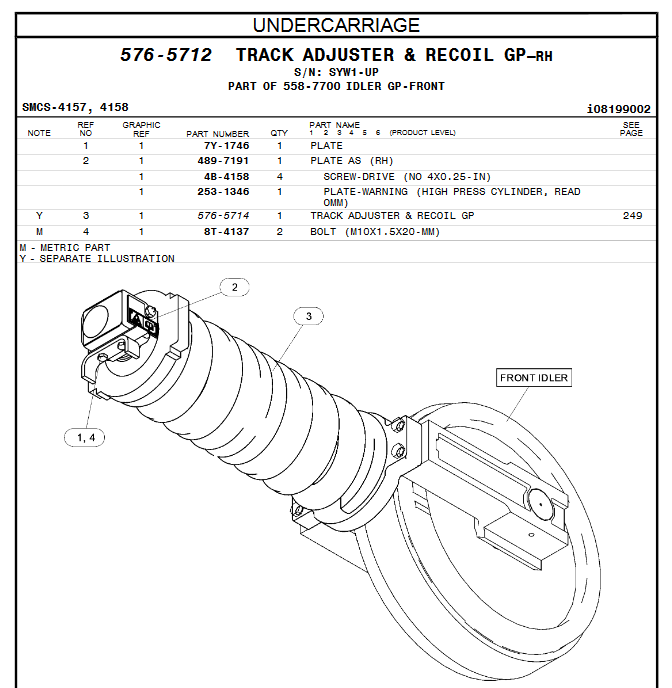 UNDERCARRIAGE
576-5712 TRACK ADJUSTER & RECOIL GP–RH
S/N: SYW1-UP
PART OF 558-7700 IDLER GP-FRONT
SMCS-4157, 4158 i08199002
NOTE REF NO GRAPHIC REF PART NUMBER QTY PART NAME 1 2 3 4 5 6 (PRODUCT LEVEL) SEE PAGE
1 1 7Y-1746 1 PLATE
2 1 489-7191 1 PLATE AS (RH)
1 4B-4158 4 SCREW-DRIVE (NO 4X0.25-IN)
1 253-1346 1 PLATE-WARNING (HIGH PRESS CYLINDER, READ
OMM)
Y 3 1 576-5714 1 TRACK ADJUSTER & RECOIL GP 249
M 4 1 8T-4137 2 BOLT (M10X1.5X20-MM)
M - METRIC PART
Y - SEPARATE ILLUSTRATION
2
3
FRONT IDLER
1, 4